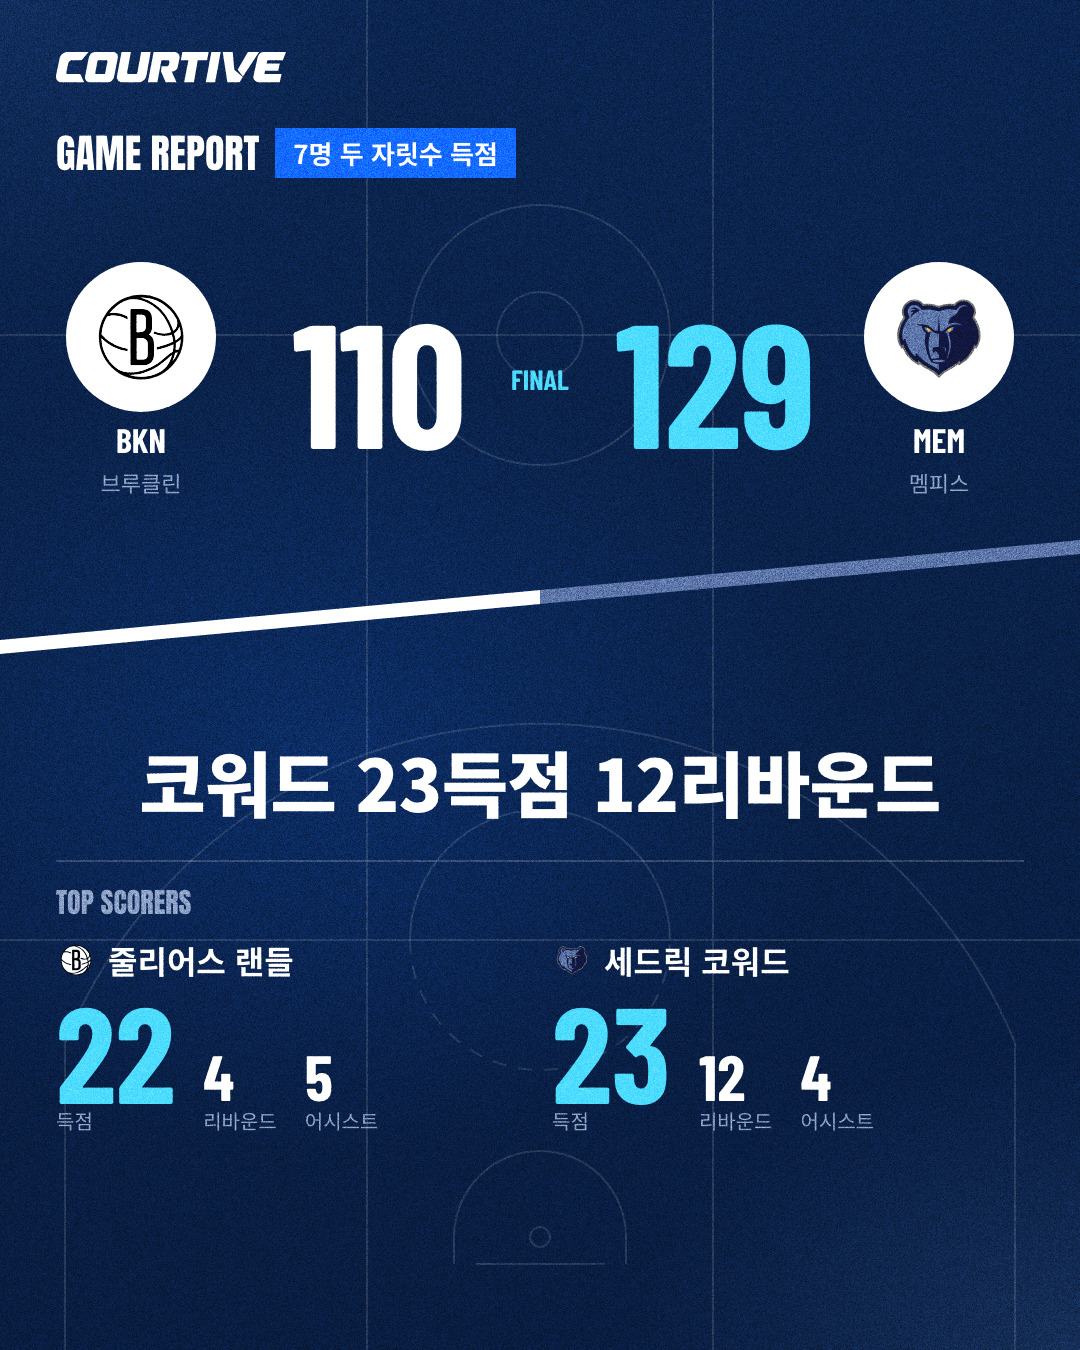 COURTIVE
GAME REPORT 7명 두 자릿수 득점
B
110 FINAL 129
BKN MEM
브루클린 멤피스
코워드 23득점 12리바운드
TOP SCORERS
B 줄리어스 랜들 세드릭 코워드
22 4 5 23 12 4
득점 리바운드 어시스트 득점 리바운드 어시스트